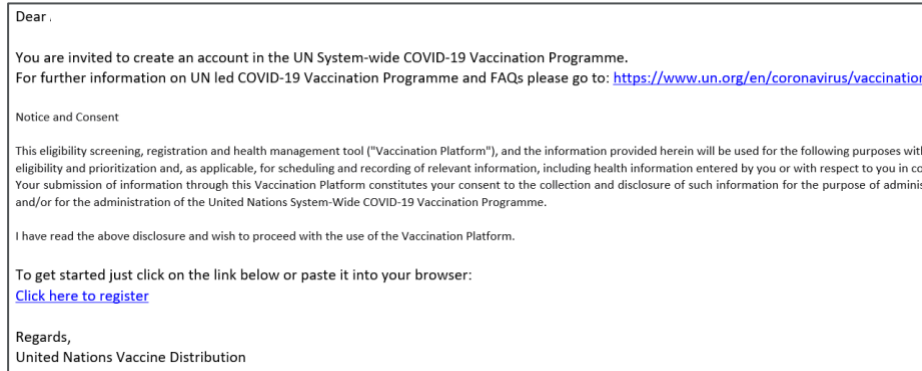 Dear .
You are invited to create an account in the UN System-wide COVID-19 Vaccination Programme.
For further information on UN led COVID-19 Vaccination Programme and FAQs please go to: https://www.un.org/en/coronavirus/vaccination
Notice and Consent
This eligibility screening, registration and health management tool ("Vaccination Platform"), and the information provided herein will be used for the following purposes with
eligibility and prioritization and, as applicable, for scheduling and recording of relevant information, including health information entered by you or with respect to you in
Your submission of information through this Vaccination Platform constitutes your consent to the collection and disclosure of such information for the purpose of
and/or for the administration of the United Nations System-Wide COVID-19 Vaccination Programme.
I have read the above disclosure and wish to proceed with the use of the Vaccination Platform.
To get started just click on the link below or paste it into your browser:
Click here to register
Regards,
United Nations Vaccine Distribution